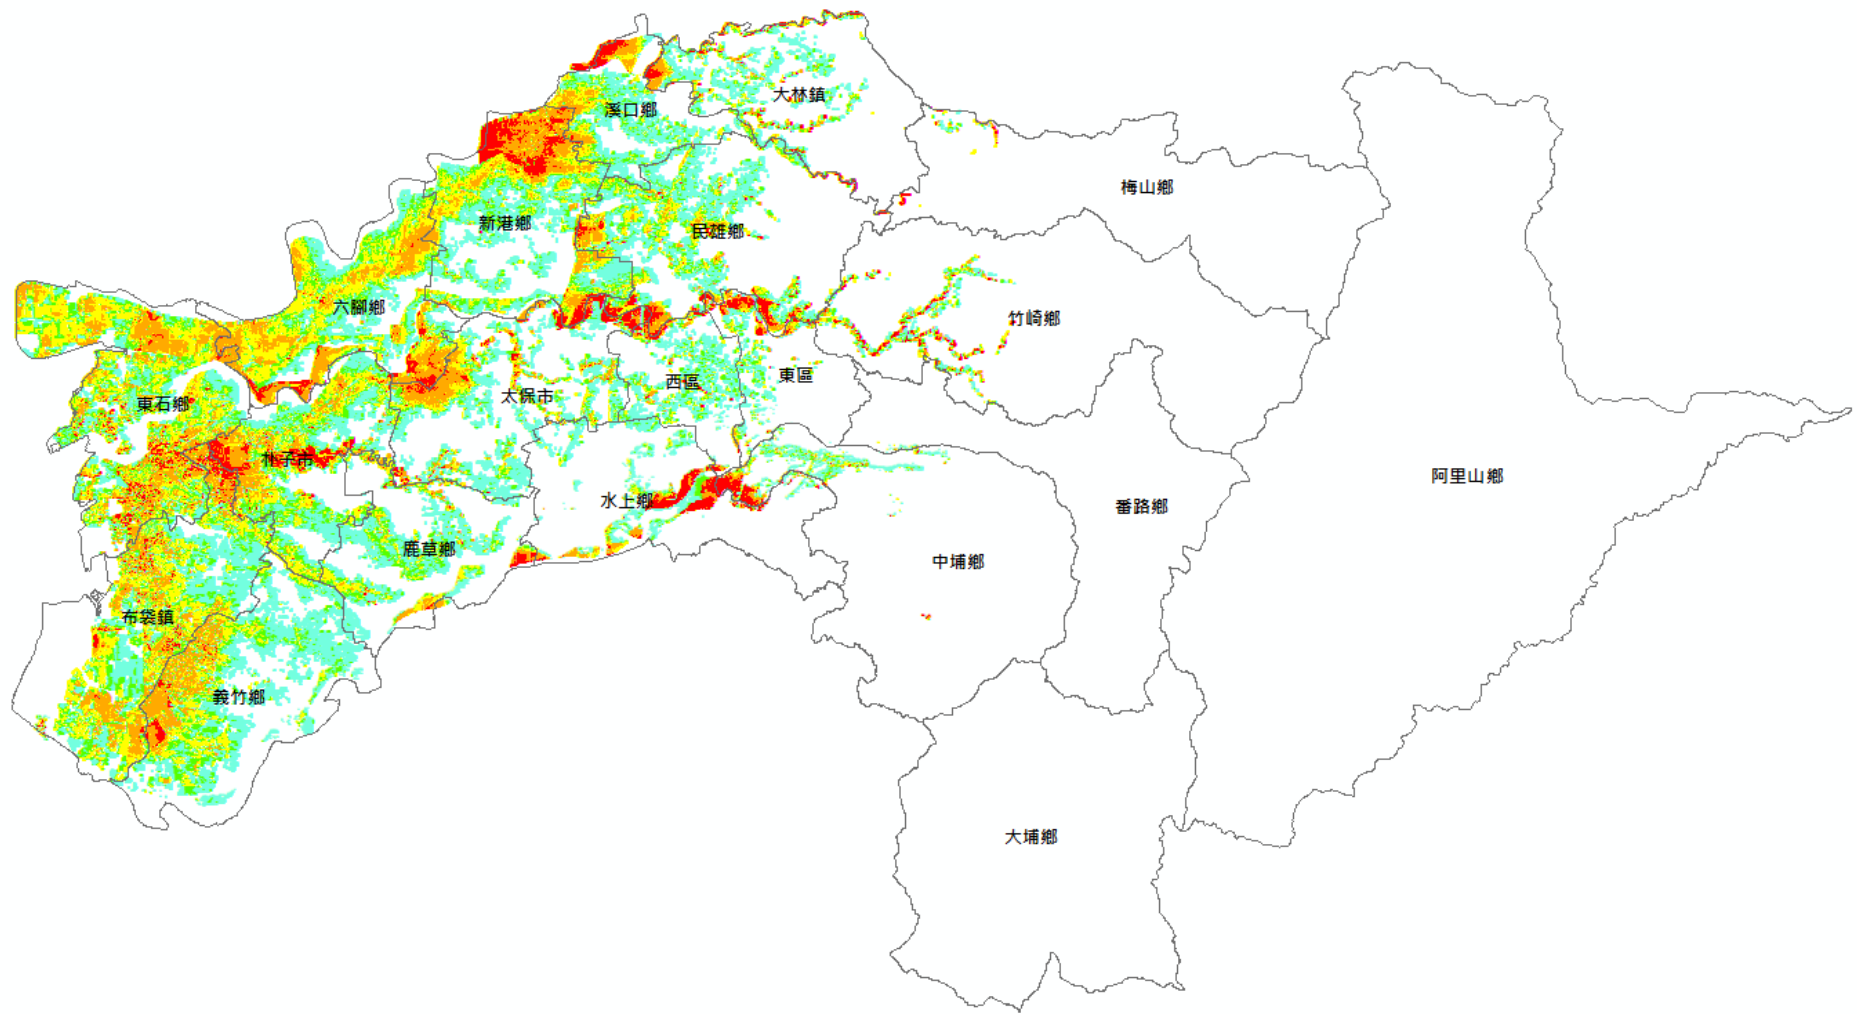 大林鎮
溪口鄉
梅山鄉
新港鄉
民雄鄉
六腳鄉
竹崎鄉
東區
西區
太保市
東石鄉
朴子市
阿里山鄉
水上鄉
番路鄉
鹿草鄉
中埔鄉
布袋鎮
義竹鄉
大埔鄉